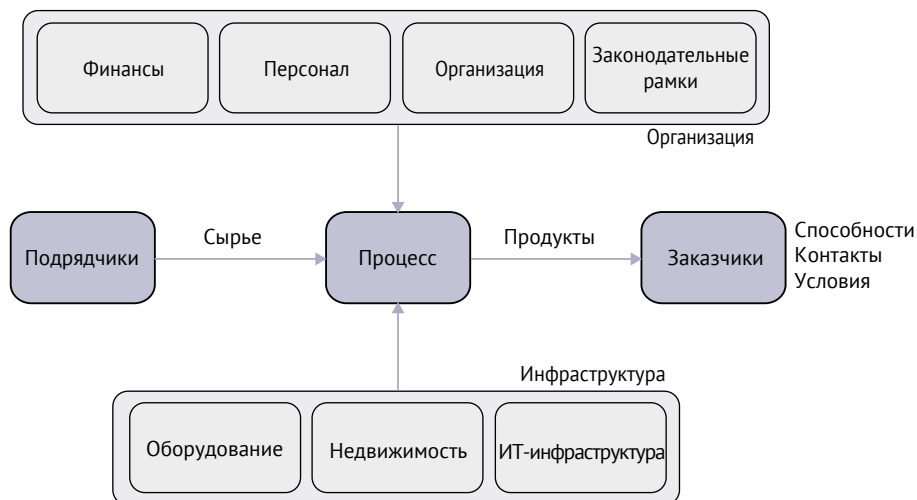 Финансы
Персонал
Организация
Законодательные
рамки
Организация
Подрядчики
Сырье
Процесс
Продукты
Заказчики
Способности
Контакты
Условия
Инфраструктура
Оборудование
Недвижимость
ИТ-инфраструктура